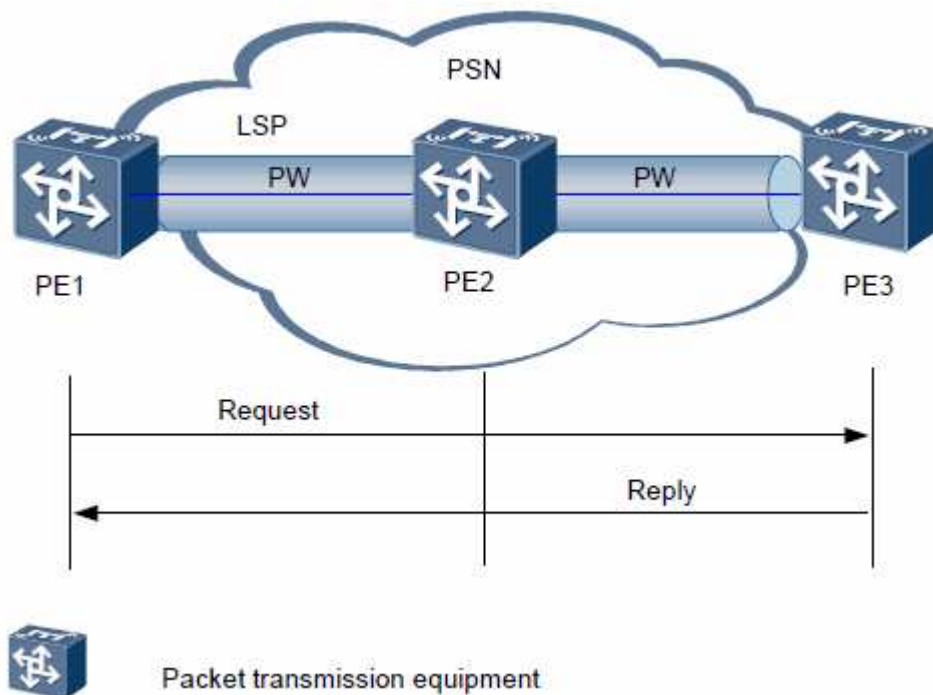 PSN
LSP
PW
PW
PE1
PE2
PE3
Request
Reply
Packet transmission equipment